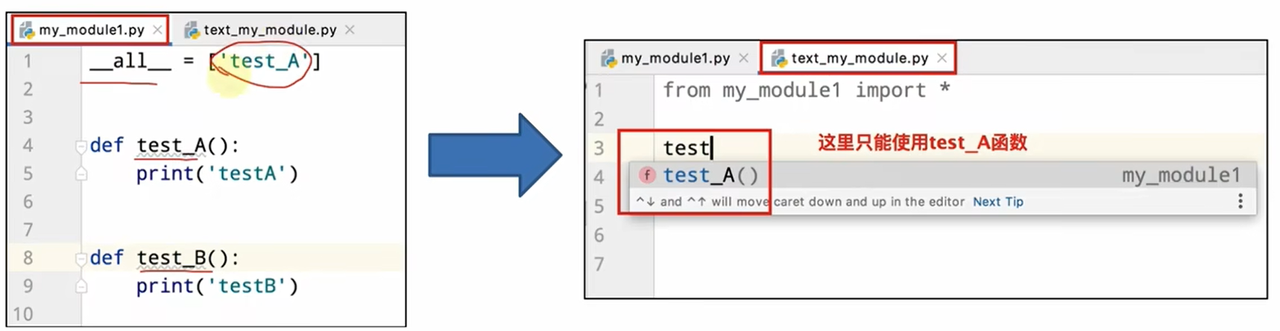 my_module1.py
text_my_module.py
1
__all__ = ['test_A']
2
3
4
def test_A():
5
print('testA')
6
7
8
def test_B():
9
print('testB')
10
my_module1.py
text_my_module.py
1
from my_module1 import *
2
3
test
这里只能使用test_A函数
4
f test_A()
my_module1
5
^↓ and ^↑ will move caret down and up in the editor Next Tip
6
7